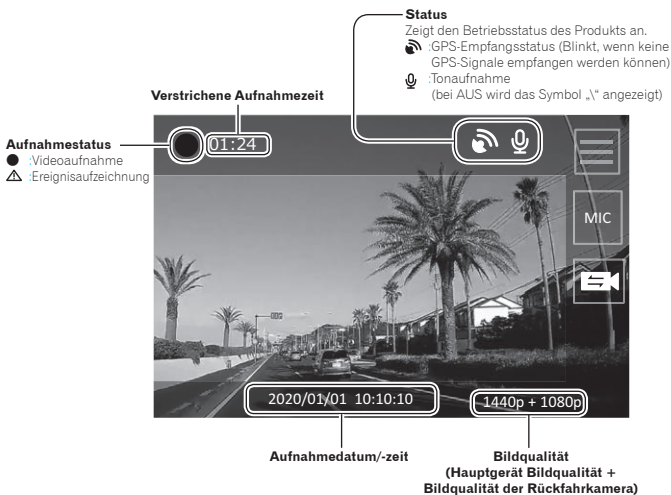 Status
Zeigt den Betriebsstatus des Produkts an.
:GPS-Empfangsstatus (Blinkt, wenn keine
GPS-Signale empfangen werden können)
:Tonaufnahme
(bei AUS wird das Symbol „\" angezeigt)
Verstrichene Aufnahmezeit
Aufnahmestatus
:Videoaufnahme
:Ereignisaufzeichnung
01:24
MIC
2020/01/01 10:10:10
1440p + 1080p
Aufnahmedatum/-zeit
Bildqualität
(Hauptgerät Bildqualität +
Bildqualität der Rückfahrkamera)